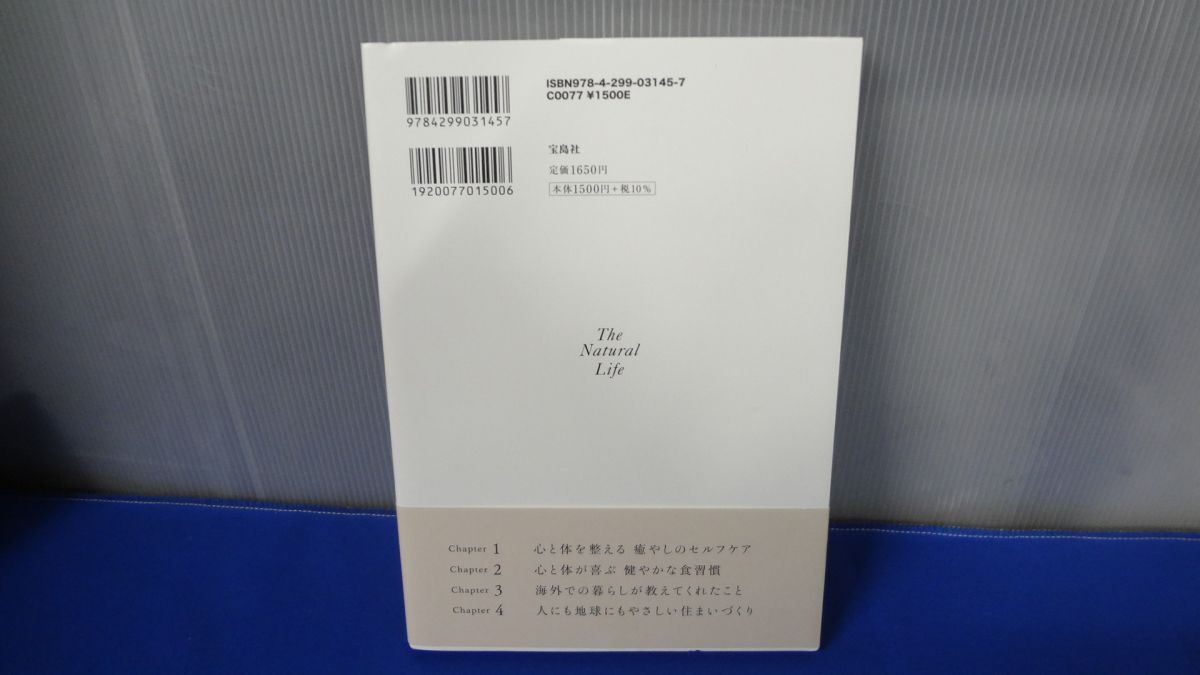 9784299031457
1920077015006
ISBN978-4-299-03145-7
C0077 ¥1500E
宝島社
定価1650円
本体1500円+税10%
The
Natural
Life
Chapter 1 心と体を整える 癒やしのセルフケア
Chapter 2 心と体が喜ぶ 健やかな食習慣
Chapter 3 海外での暮らしが教えてくれたこと
Chapter 4 人にも地球にもやさしい住まいづくり